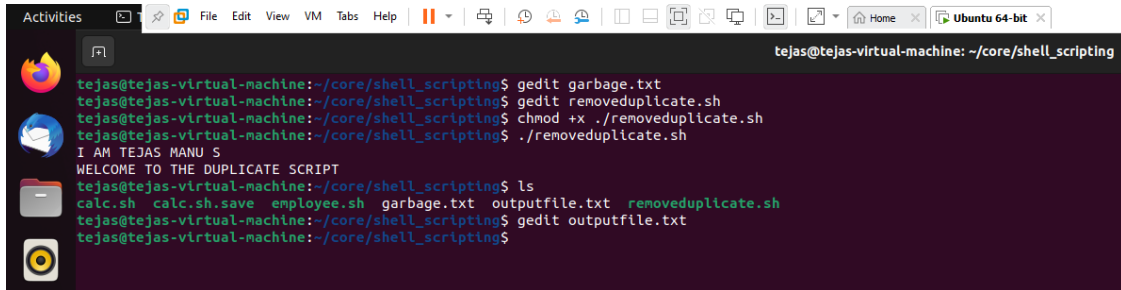 Activities File Edit View VM Tabs Help Home Ubuntu 64-bit
tejas@tejas-virtual-machine: ~/core/shell_scripting
tejas@tejas-virtual-machine:~/core/shell_scripting$ gedit garbage.txt
tejas@tejas-virtual-machine:~/core/shell_scripting$ gedit removeduplicate.sh
tejas@tejas-virtual-machine:~/core/shell_scripting$ chmod +x ./removeduplicate.sh
tejas@tejas-virtual-machine:~/core/shell_scripting$ ./removeduplicate.sh
I AM TEJAS MANU S
WELCOME TO THE DUPLICATE SCRIPT
tejas@tejas-virtual-machine:~/core/shell_scripting$ ls
calc.sh calc.sh.save employee.sh garbage.txt outputfile.txt removeduplicate.sh
tejas@tejas-virtual-machine:~/core/shell_scripting$ gedit outputfile.txt
tejas@tejas-virtual-machine:~/core/shell_scripting$